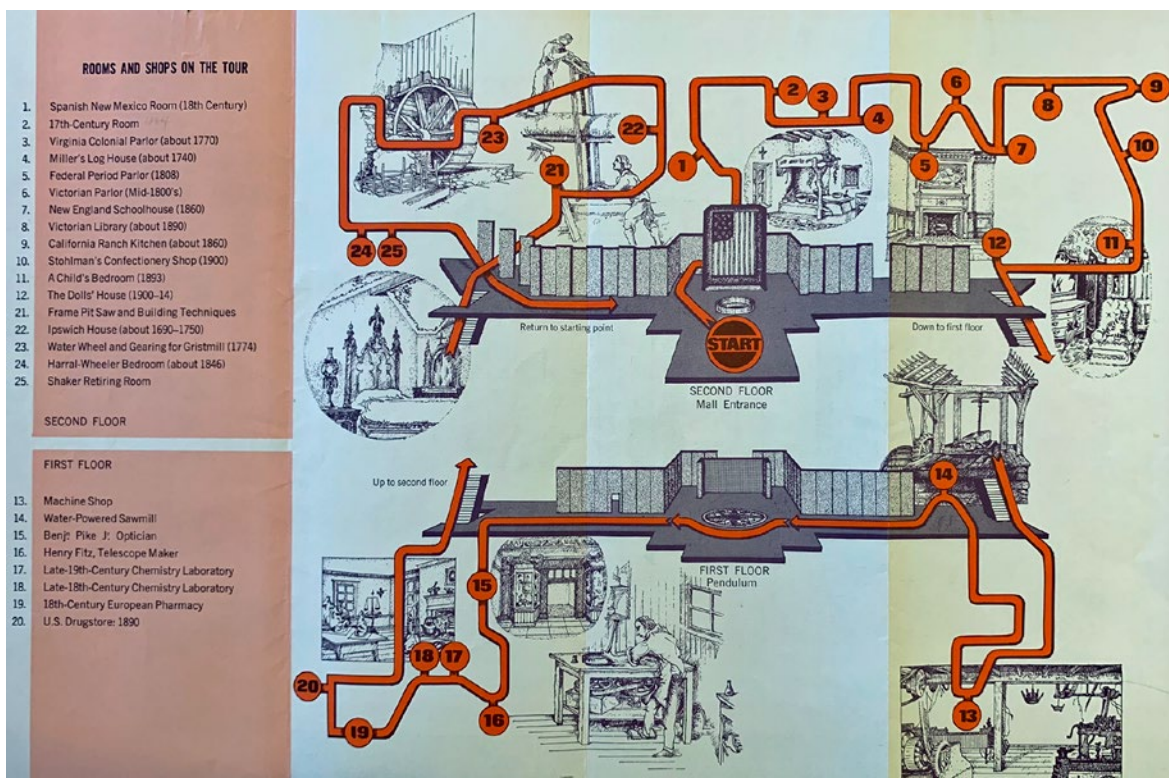 ROOMS AND SHOPS ON THE TOUR
1. Spanish New Mexico Room (18th Century)
2. 17th-Century Room
3. Virginia Colonial Parlor (about 1770)
4. Miller's Log House (about 1740)
5. Federal Period Parlor (1808)
6. Victorian Parlor (Mid-1800's)
7. New England Schoolhouse (1860)
8. Victorian Library (about 1890)
9. California Ranch Kitchen (about 1860)
10. Stohlman's Confectionery Shop (1900)
11. A Child's Bedroom (1893)
12. The Dolls' House (1900–14)
21. Frame Pit Saw and Building Techniques
22. Ipswich House (about 1690–1750)
23. Water Wheel and Gearing for Gristmill (1774)
24. Harral-Wheeler Bedroom (about 1846)
25. Shaker Retiring Room
SECOND FLOOR
FIRST FLOOR
13. Machine Shop
14. Water-Powered Sawmill
15. Benj: Pike Jr: Optician
16. Henry Fitz, Telescope Maker
17. Late-19th-Century Chemistry Laboratory
18. Late-18th-Century Chemistry Laboratory
19. 18th-Century European Pharmacy
20. U.S. Drugstore: 1890
23
22
21
24
25
1
2
3
4
5
6
7
8
9
10
11
12
Return to starting point
START
Down to first floor
SECOND FLOOR
Mall Entrance
Up to second floor
14
FIRST FLOOR
Pendulum
15
18
17
20
16
19
13